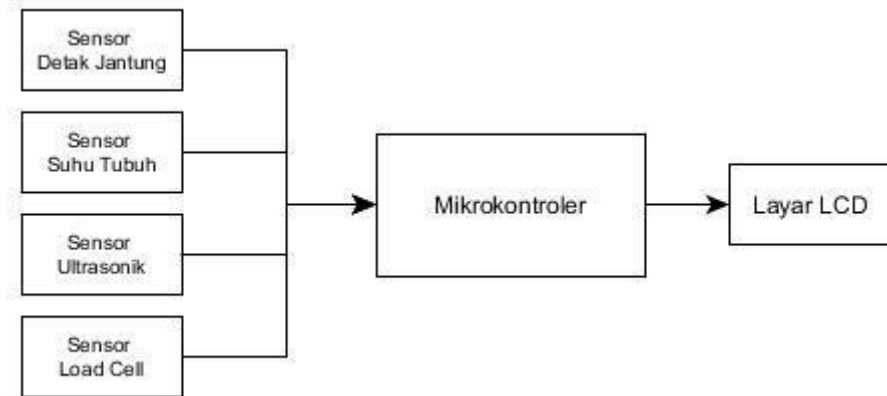 Sensor
Detak Jantung
Sensor
Suhu Tubuh
Sensor
Ultrasonik
Sensor
Load Cell
Mikrokontroler
Layar LCD